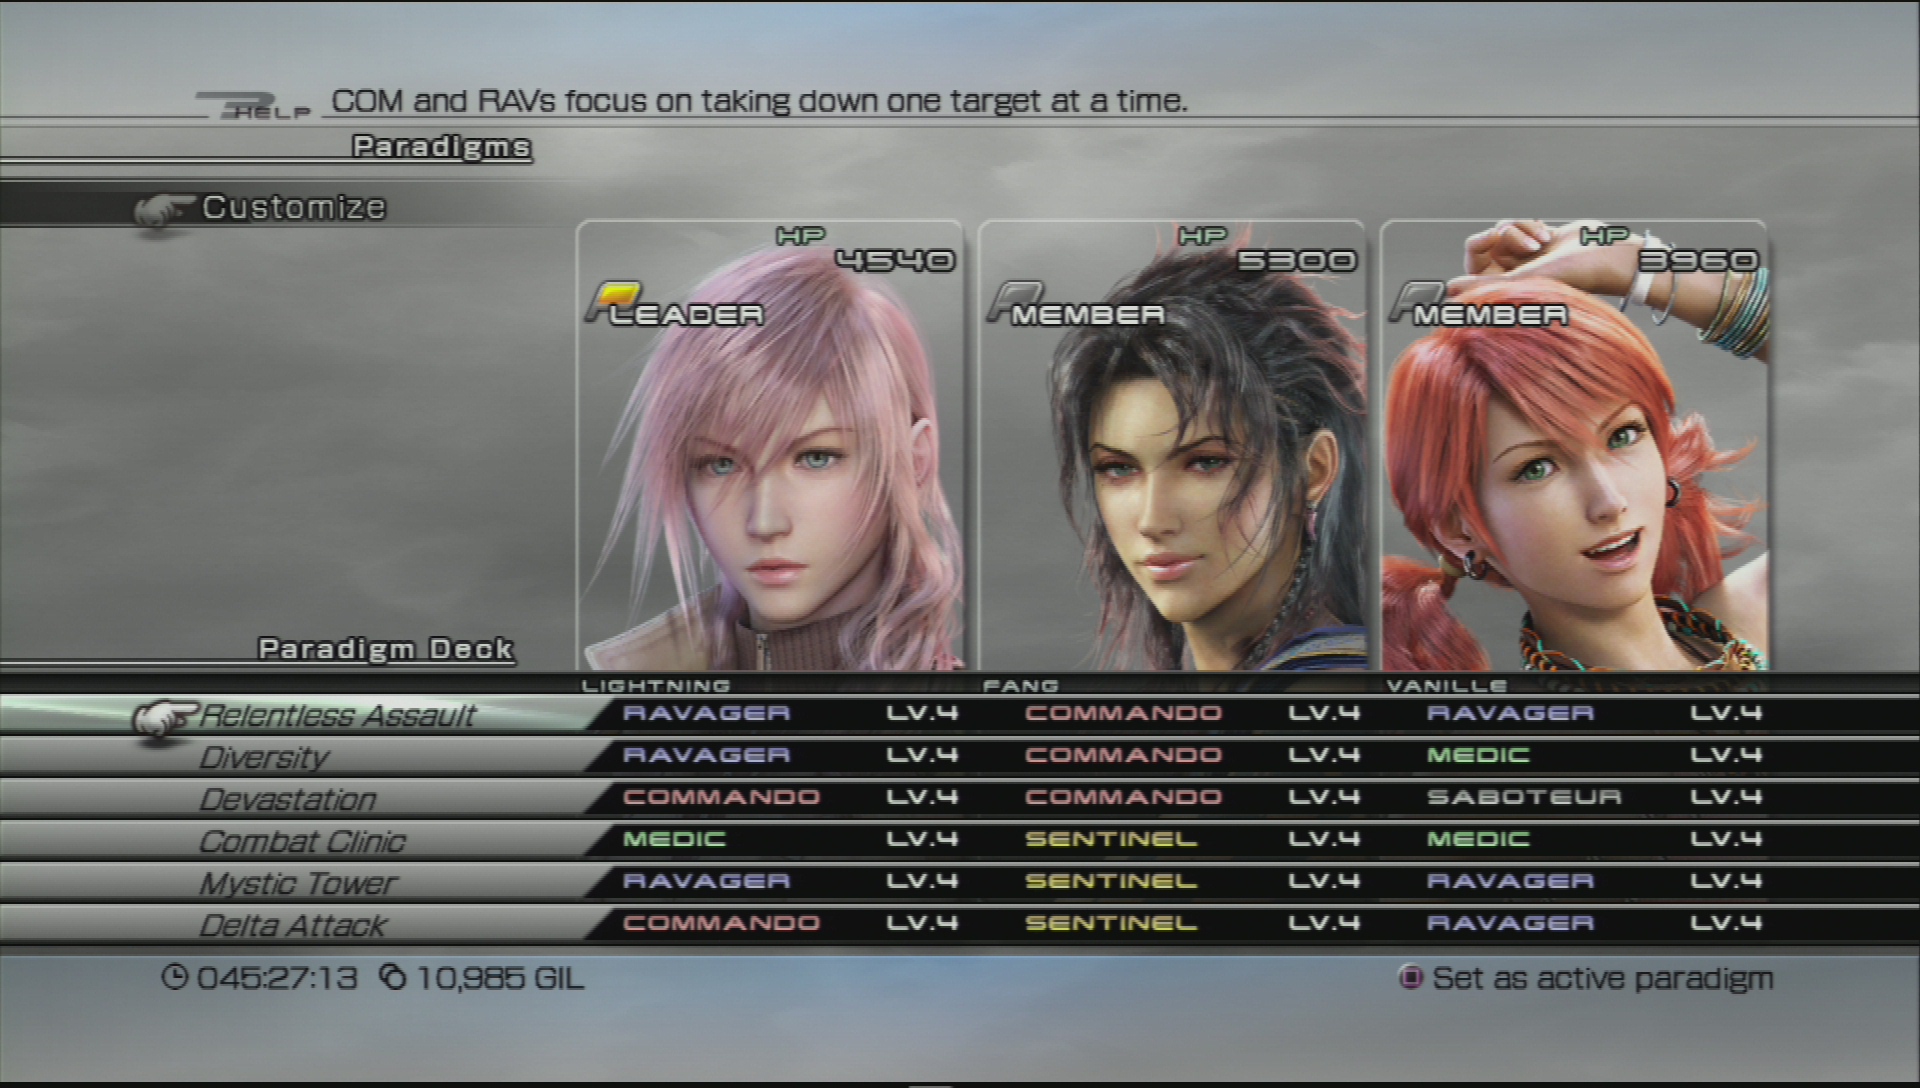 HELP COM and RAVs focus on taking down one target at a time.
Paradigms
Customize
HP HP HP
4540 5300 3960
LEADER MEMBER MEMBER
Paradigm Deck
LIGHTNING FANG VANILLE
Relentless Assault RAVAGER LV.4 COMMANDO LV.4 RAVAGER LV.4
Diversity RAVAGER LV.4 COMMANDO LV.4 MEDIC LV.4
Devastation COMMANDO LV.4 COMMANDO LV.4 SABOTEUR LV.4
Combat Clinic MEDIC LV.4 SENTINEL LV.4 MEDIC LV.4
Mystic Tower RAVAGER LV.4 SENTINEL LV.4 RAVAGER LV.4
Delta Attack COMMANDO LV.4 SENTINEL LV.4 RAVAGER LV.4
045:27:13 10,985 GIL Set as active paradigm